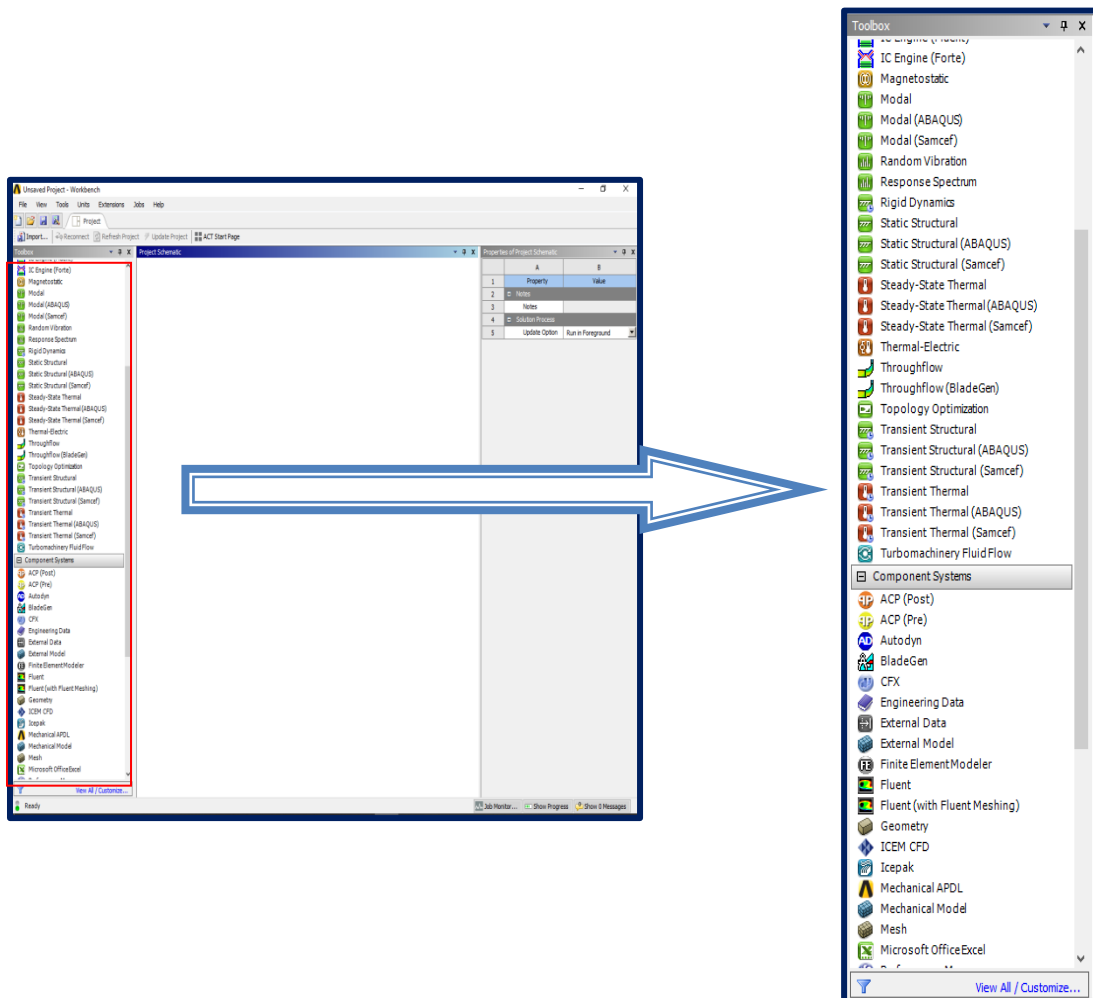 Unsaved Project - Workbench
File View Tools Units Extensions Jobs Help
Project
Import... Reconnect Refresh Project Update Project ACT Start Page
Toolbox
IC Engine (Fluent)
IC Engine (Forte)
Magnetostatic
Modal
Modal (ABAQUS)
Modal (Samcef)
Random Vibration
Response Spectrum
Rigid Dynamics
Static Structural
Static Structural (ABAQUS)
Static Structural (Samcef)
Steady-State Thermal
Steady-State Thermal (ABAQUS)
Steady-State Thermal (Samcef)
Thermal-Electric
Throughflow
Throughflow (BladeGen)
Topology Optimization
Transient Structural
Transient Structural (ABAQUS)
Transient Structural (Samcef)
Transient Thermal
Transient Thermal (ABAQUS)
Transient Thermal (Samcef)
Turbomachinery Fluid Flow
Component Systems
ACP (Post)
ACP (Pre)
Autodyn
BladeGen
CFX
Engineering Data
External Data
External Model
Finite Element Modeler
Fluent
Fluent (with Fluent Meshing)
Geometry
ICEM CFD
Icepak
Mechanical APDL
Mechanical Model
Mesh
Microsoft Office Excel
View All / Customize...
Project Schematic
Properties of Project Schematic
A B
1 Property Value
2 Notes
3 Notes
4 Solution Process
5 Update Option Run in Foreground
Ready
Job Monitor... Show Progress Show 0 Messages
Toolbox
IC Engine (Fluent)
IC Engine (Forte)
Magnetostatic
Modal
Modal (ABAQUS)
Modal (Samcef)
Random Vibration
Response Spectrum
Rigid Dynamics
Static Structural
Static Structural (ABAQUS)
Static Structural (Samcef)
Steady-State Thermal
Steady-State Thermal (ABAQUS)
Steady-State Thermal (Samcef)
Thermal-Electric
Throughflow
Throughflow (BladeGen)
Topology Optimization
Transient Structural
Transient Structural (ABAQUS)
Transient Structural (Samcef)
Transient Thermal
Transient Thermal (ABAQUS)
Transient Thermal (Samcef)
Turbomachinery Fluid Flow
Component Systems
ACP (Post)
ACP (Pre)
Autodyn
AD
BladeGen
CFX
Engineering Data
External Data
External Model
FE
Finite Element Modeler
Fluent
Fluent (with Fluent Meshing)
Geometry
ICEM CFD
Icepak
Mechanical APDL
Mechanical Model
Mesh
Microsoft Office Excel
View All / Customize...